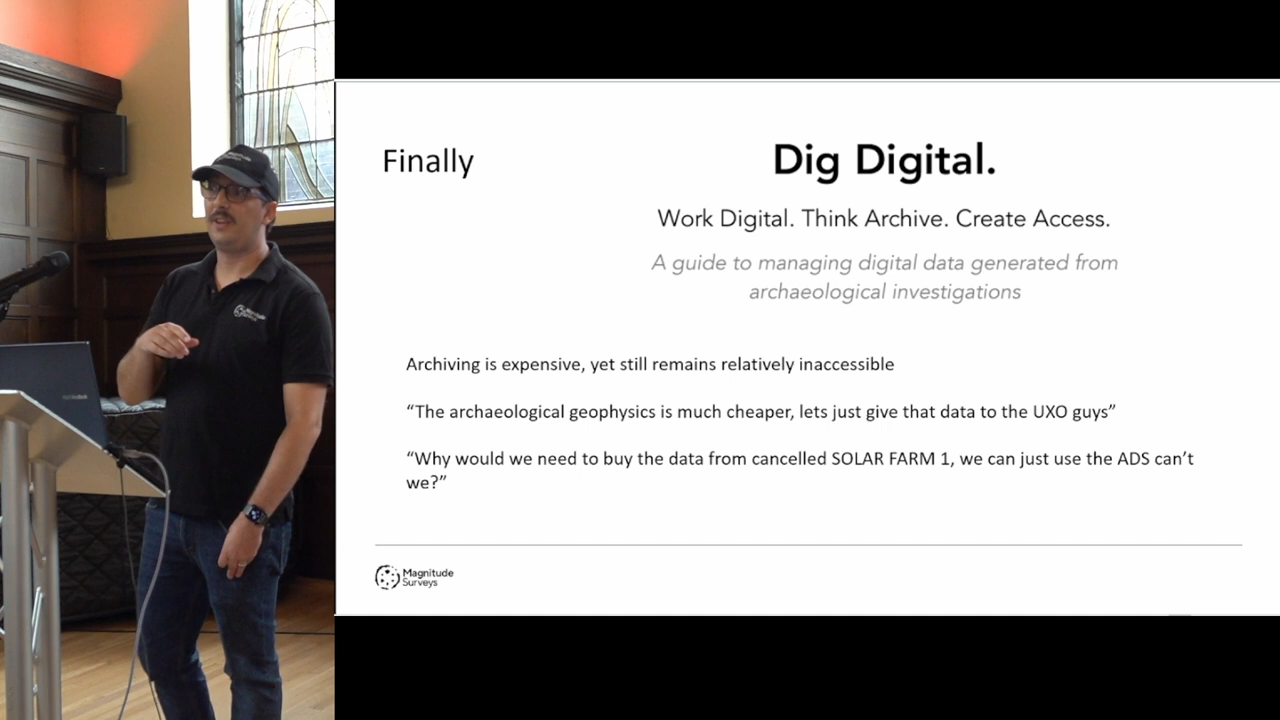 Finally
Dig Digital.
Work Digital. Think Archive. Create Access.
A guide to managing digital data generated from
archaeological investigations
Archiving is expensive, yet still remains relatively inaccessible
“The archaeological geophysics is much cheaper, lets just give that data to the UXO guys”
“Why would we need to buy the data from cancelled SOLAR FARM 1, we can just use the ADS can’t
we?”
Magnitude
Surveys
Magnitude
Surveys